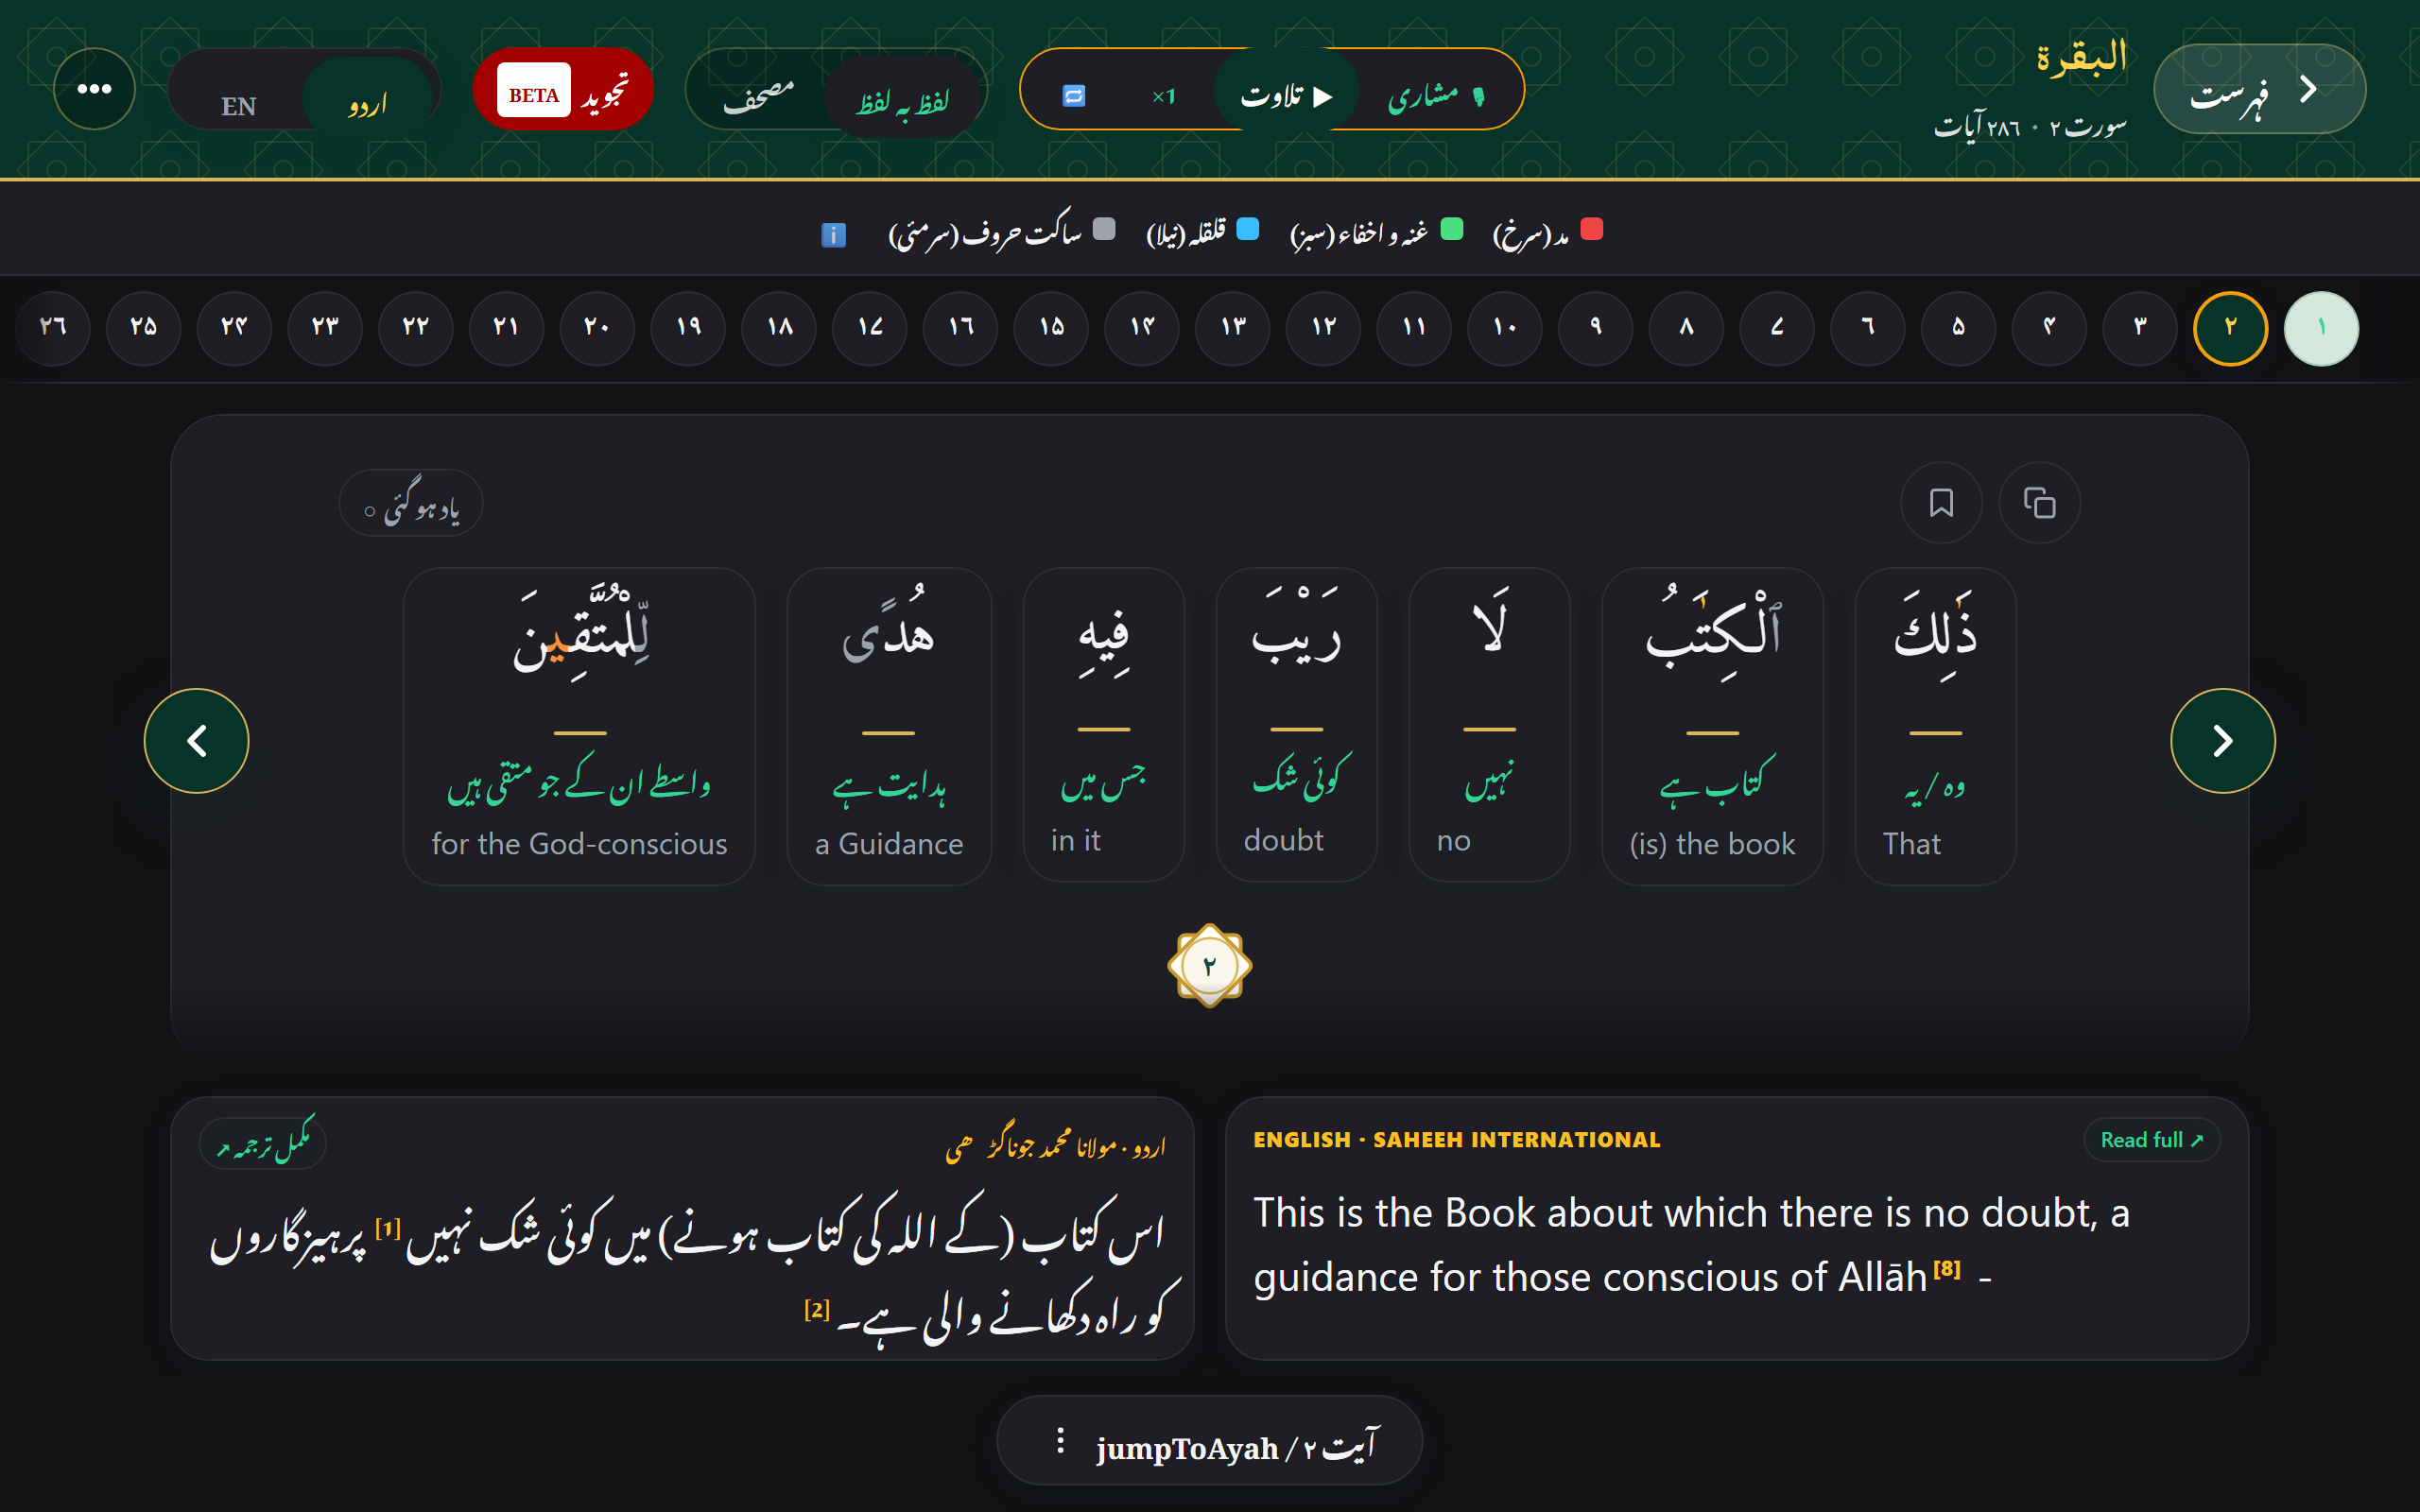 فہرست
البقرة
سورت ۲ · ۲۸۶ آیات
مشاری
▶ تلاوت
1×
لفظ بہ لفظ
مصحف
تجوید BETA
اردو
EN
مد (سرخ)
غنہ و اخفاء (سبز)
قلقلہ (نیلا)
ساکت حروف (سرمئی)
۱ ۲ ۳ ۴ ۵ ۶ ۷ ۸ ۹ ۱۰ ۱۱ ۱۲ ۱۳ ۱۴ ۱۵ ۱۶ ۱۷ ۱۸ ۱۹ ۲۰ ۲۱ ۲۲ ۲۳ ۲۴ ۲۵ ۲۶
یاد ہو گئی ○
ذَٰلِكَ ٱلْكِتَٰبُ لَا رَيْبَ فِيهِ هُدًى لِّلْمُتَّقِينَ
وہ / یہ
That
کتاب ہے
(is) the book
نہیں
no
کوئی شک
doubt
جس میں
in it
ہدایت ہے
a Guidance
واسطے ان کے جو متقی ہیں
for the God-conscious
۲
ENGLISH · SAHEEH INTERNATIONAL
Read full ↗
This is the Book about which there is no doubt, a
guidance for those conscious of Allāh[8] -
اردو · مولانا محمد جوناگڑھی
مکمل ترجمہ ↗
اس کتاب (کے اللہ کی کتاب ہونے) میں کوئی شک نہیں [1] پرہیزگاروں
کو راہ دکھانے والی ہے۔ [2]
آیت ۲ / jumpToAyah